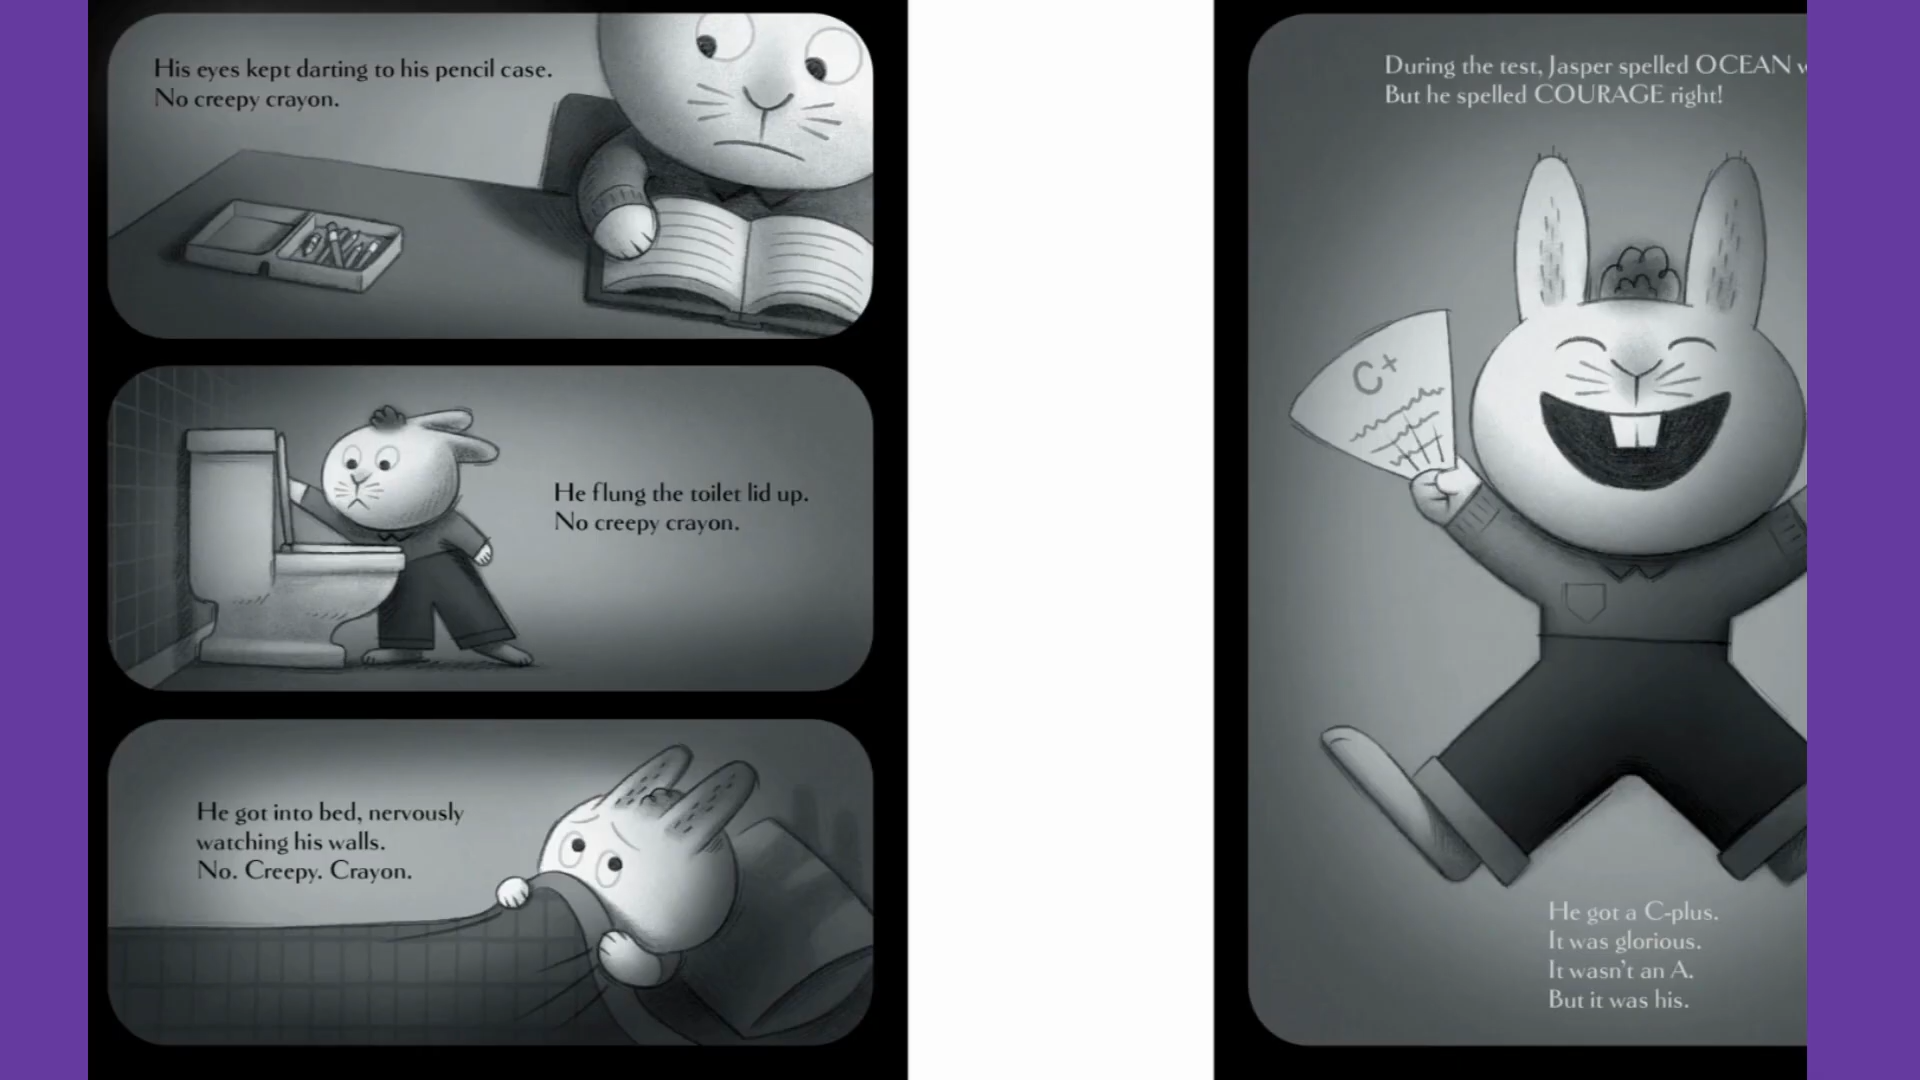 His eyes kept darting to his pencil case.
No creepy crayon.
He flung the toilet lid up.
No creepy crayon.
He got into bed, nervously
watching his walls.
No. Creepy. Crayon.
During the test, Jasper spelled OCEAN
But he spelled COURAGE right!
C+
He got a C-plus.
It was glorious.
It wasn't an A.
But it was his.